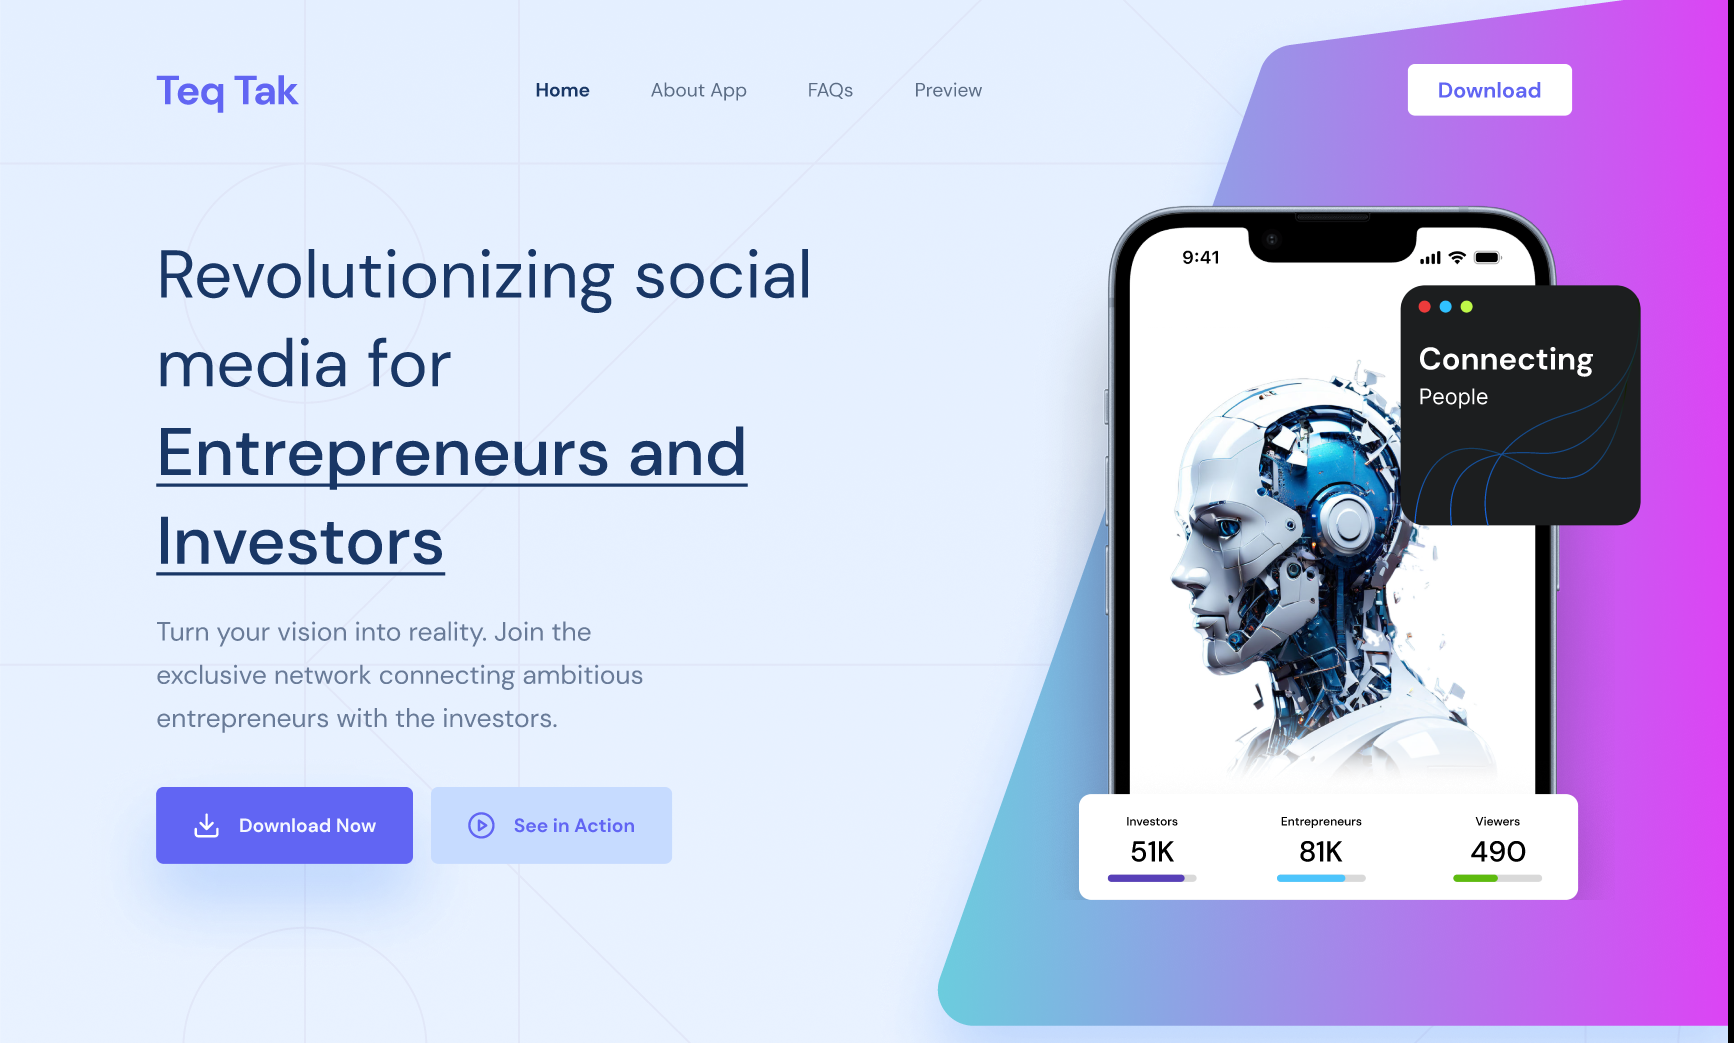 Teq Tak
Home
About App
FAQs
Preview
Download
Revolutionizing social
media for
Entrepreneurs and
Investors
Turn your vision into reality. Join the
exclusive network connecting ambitious
entrepreneurs with the investors.
Download Now
See in Action
9:41
Connecting
People
Investors
51K
Entrepreneurs
81K
Viewers
490